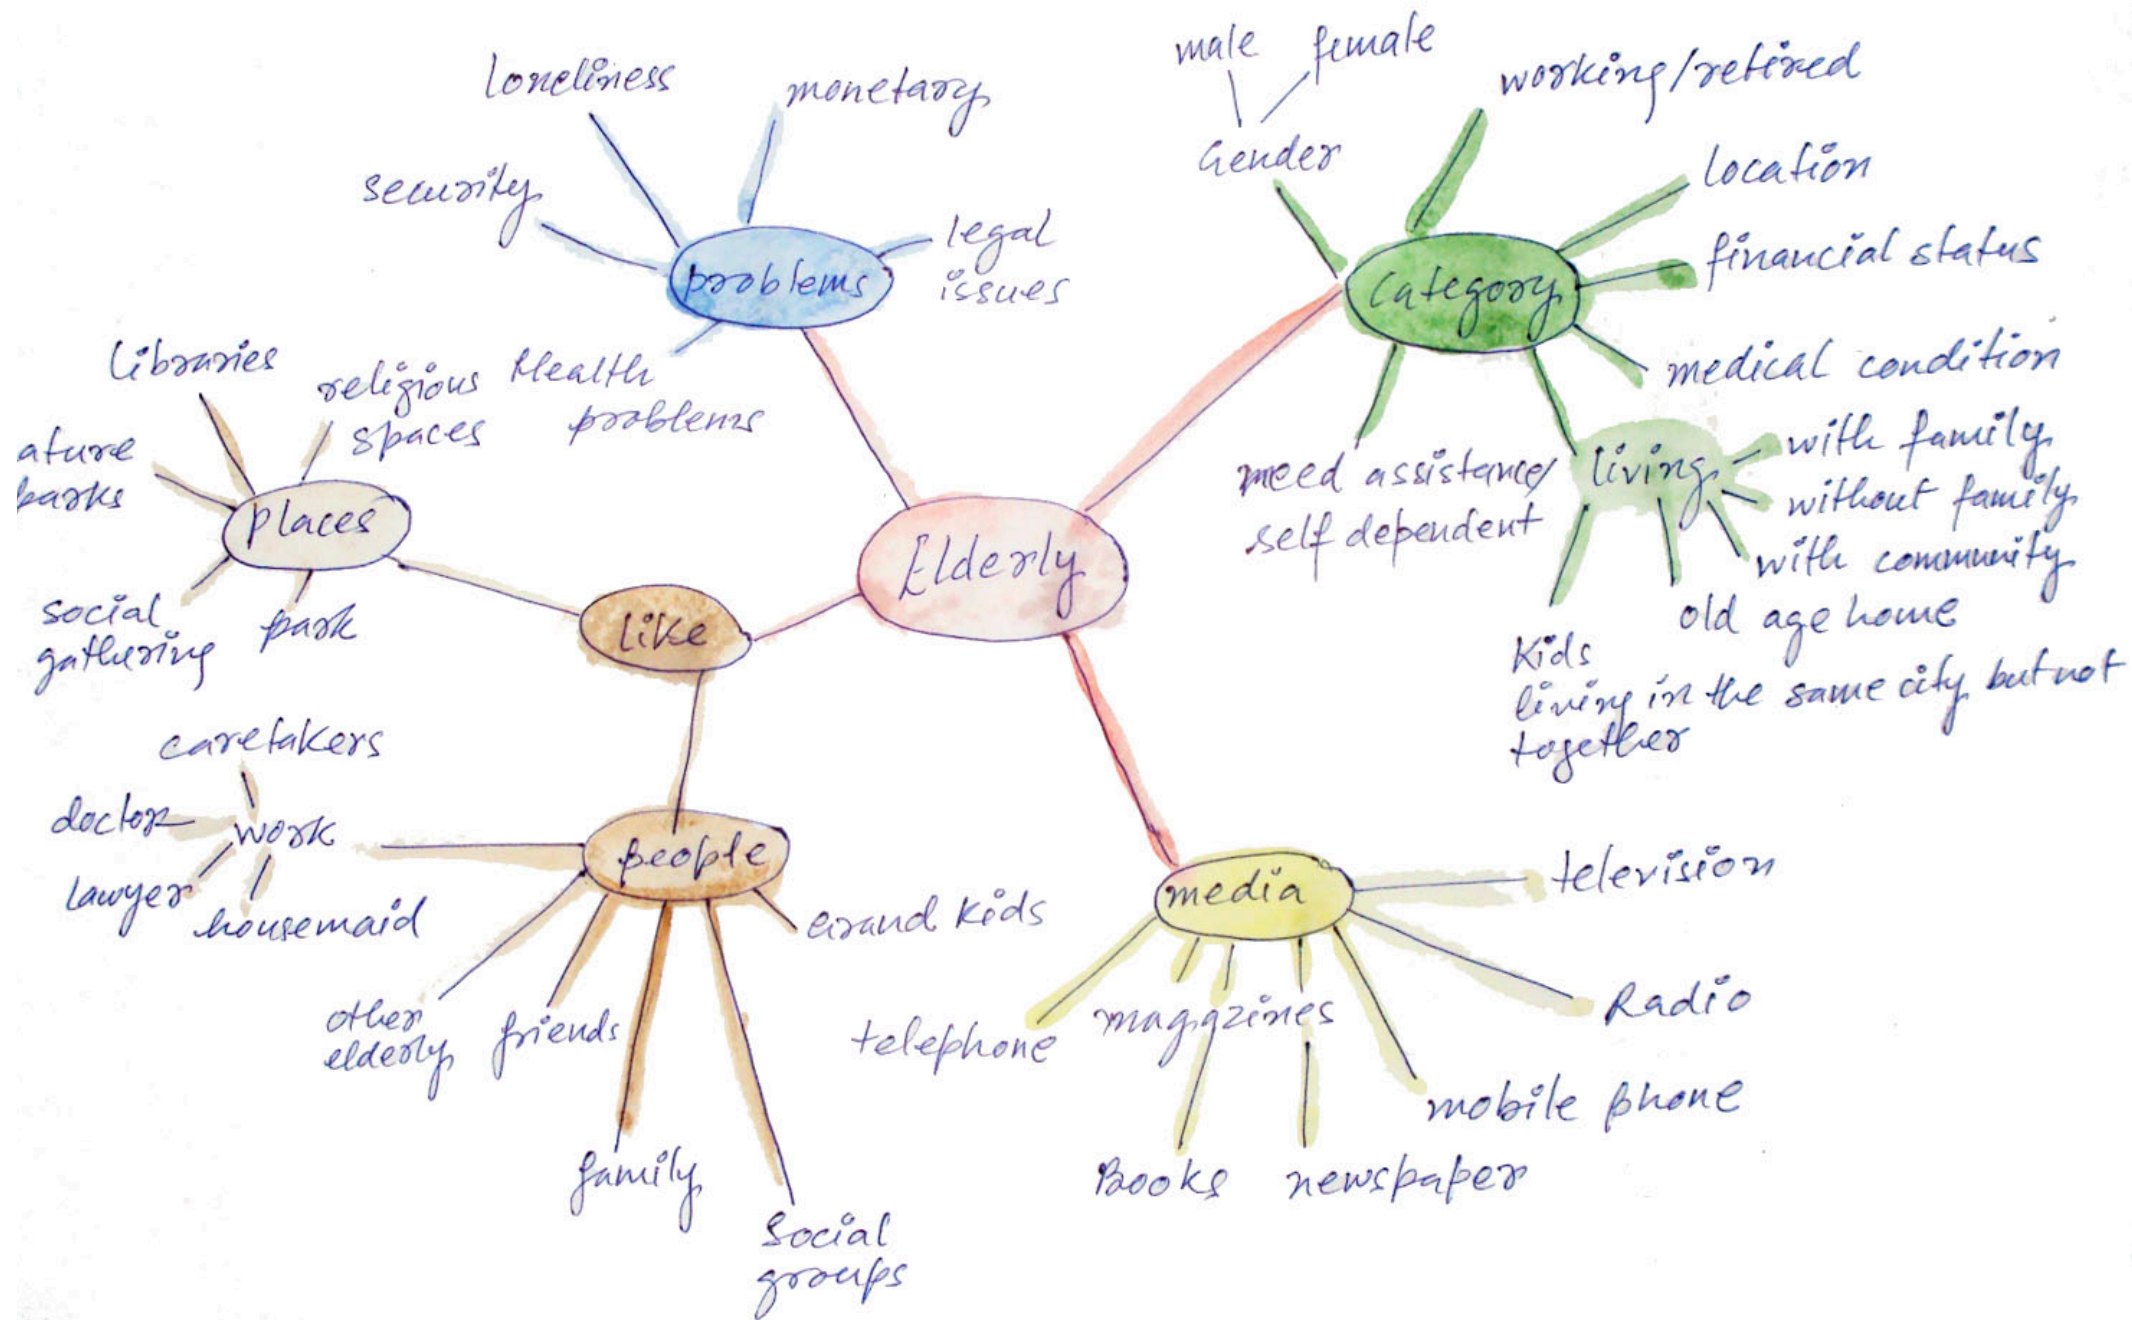 male female
working/retired
Gender
location
financial status
category
medical condition
need assistance/
self dependent
living
with family
without family
with community
old age home
Kids
living in the same city but not
together
loneliness
monetary
security
legal
issues
problems
Health
problems
Libraries
religious
spaces
ature
parks
places
social
gathering
park
like
Elderly
caretakers
doctor
work
lawyer
housemaid
people
Grand Kids
other
elderly
friends
family
Social
groups
media
television
Radio
mobile phone
newspaper
Books
magazines
telephone